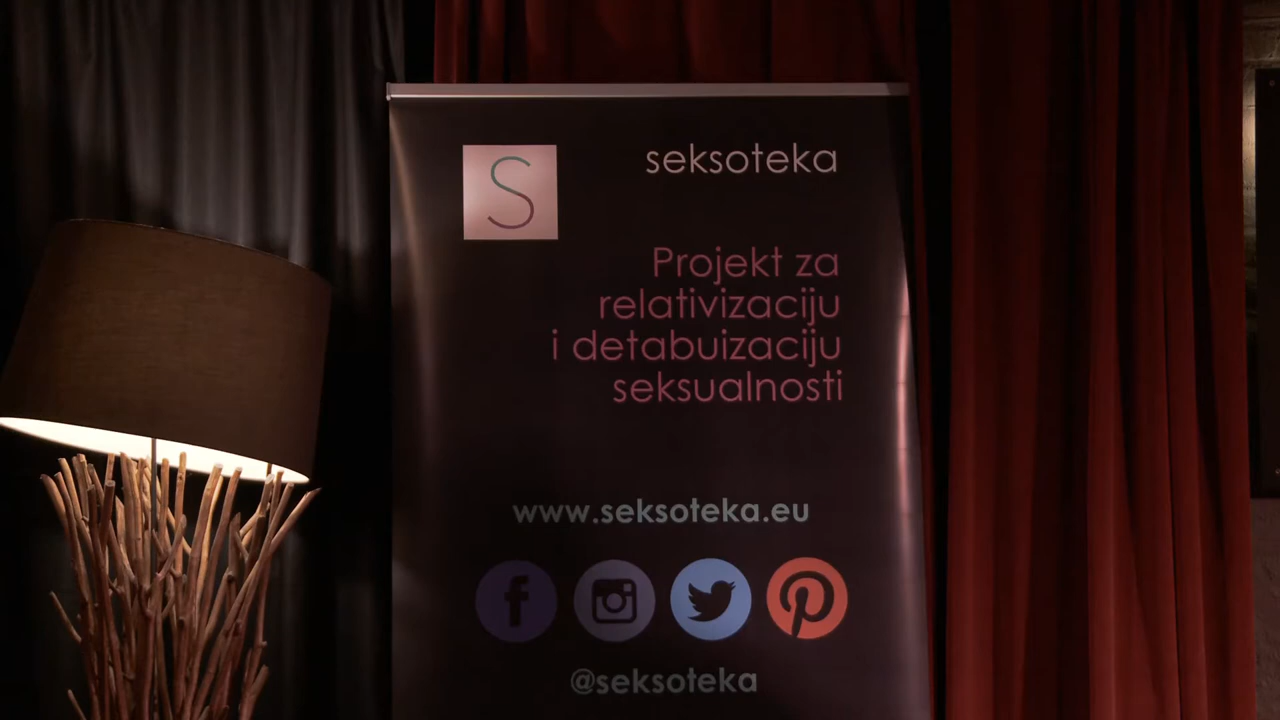 S
seksoteka
Projekt za
relativizaciju
i detabuizaciju
seksualnosti
www.seksoteka.eu
@seksoteka